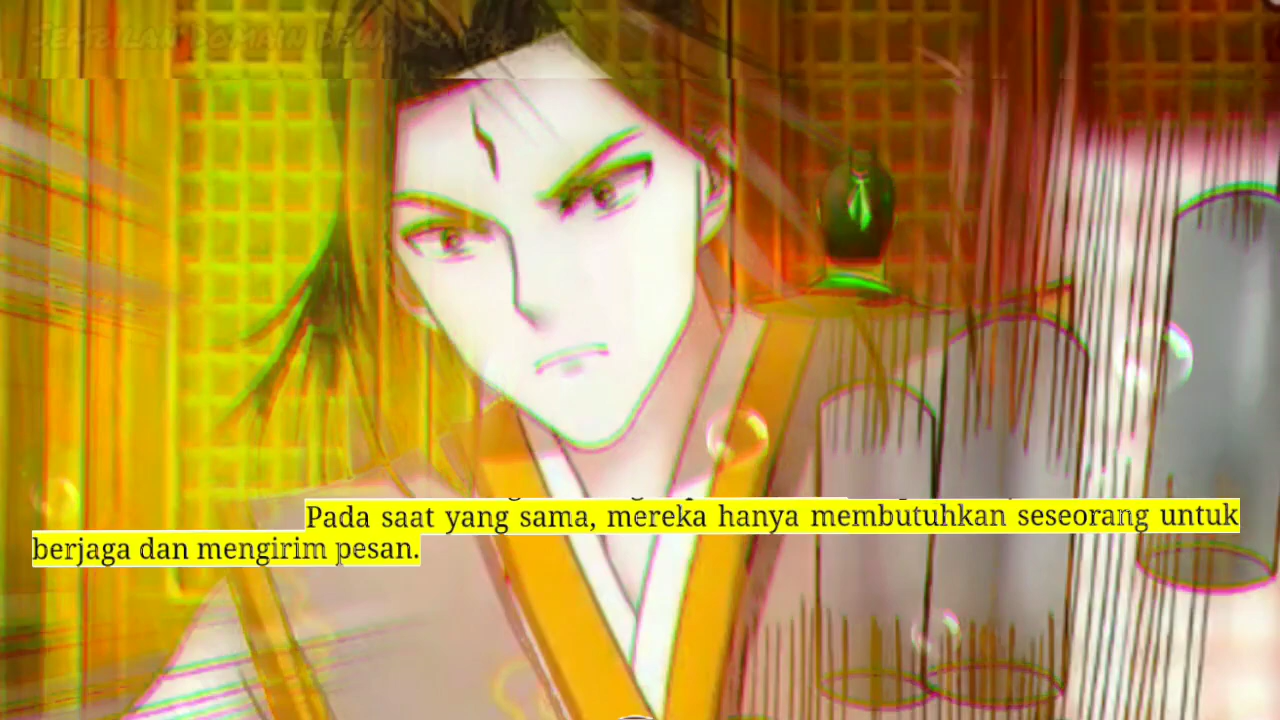 Pada saat yang sama, mereka hanya membutuhkan seseorang untuk
berjaga dan mengirim pesan.